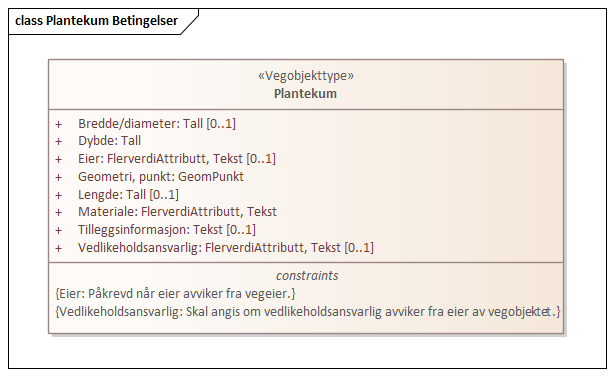 class Plantekum Betingelser
«Vegobjekttype»
Plantekum
+ Bredde/diameter: Tall [0..1]
+ Dybde: Tall
+ Eier: FlerverdiAttributt, Tekst [0..1]
+ Geometri, punkt: GeomPunkt
+ Lengde: Tall [0..1]
+ Materiale: FlerverdiAttributt, Tekst
+ Tilleggsinformasjon: Tekst [0..1]
+ Vedlikeholdsansvarlig: FlerverdiAttributt, Tekst [0..1]
constraints
{Eier: Påkrevd når eier avviker fra vegeier.}
{Vedlikeholdsansvarlig: Skal angis om vedlikeholdsansvarlig avviker fra eier av vegobjektet.}